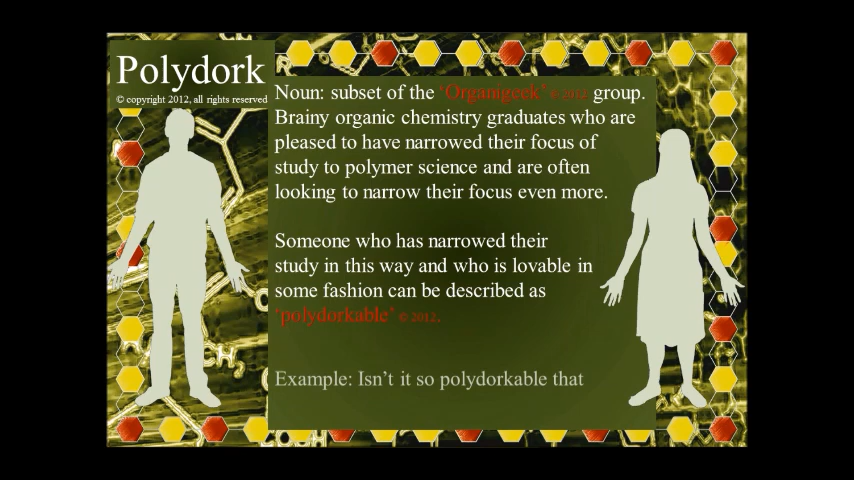 Polydork
© copyright 2012, all rights reserved
Noun: subset of the ‘Organigeek’ © 2012 group.
Brainy organic chemistry graduates who are
pleased to have narrowed their focus of
study to polymer science and are often
looking to narrow their focus even more.
Someone who has narrowed their
study in this way and who is lovable in
some fashion can be described as
‘polydorkable’ © 2012.
Example: Isn’t it so polydorkable that